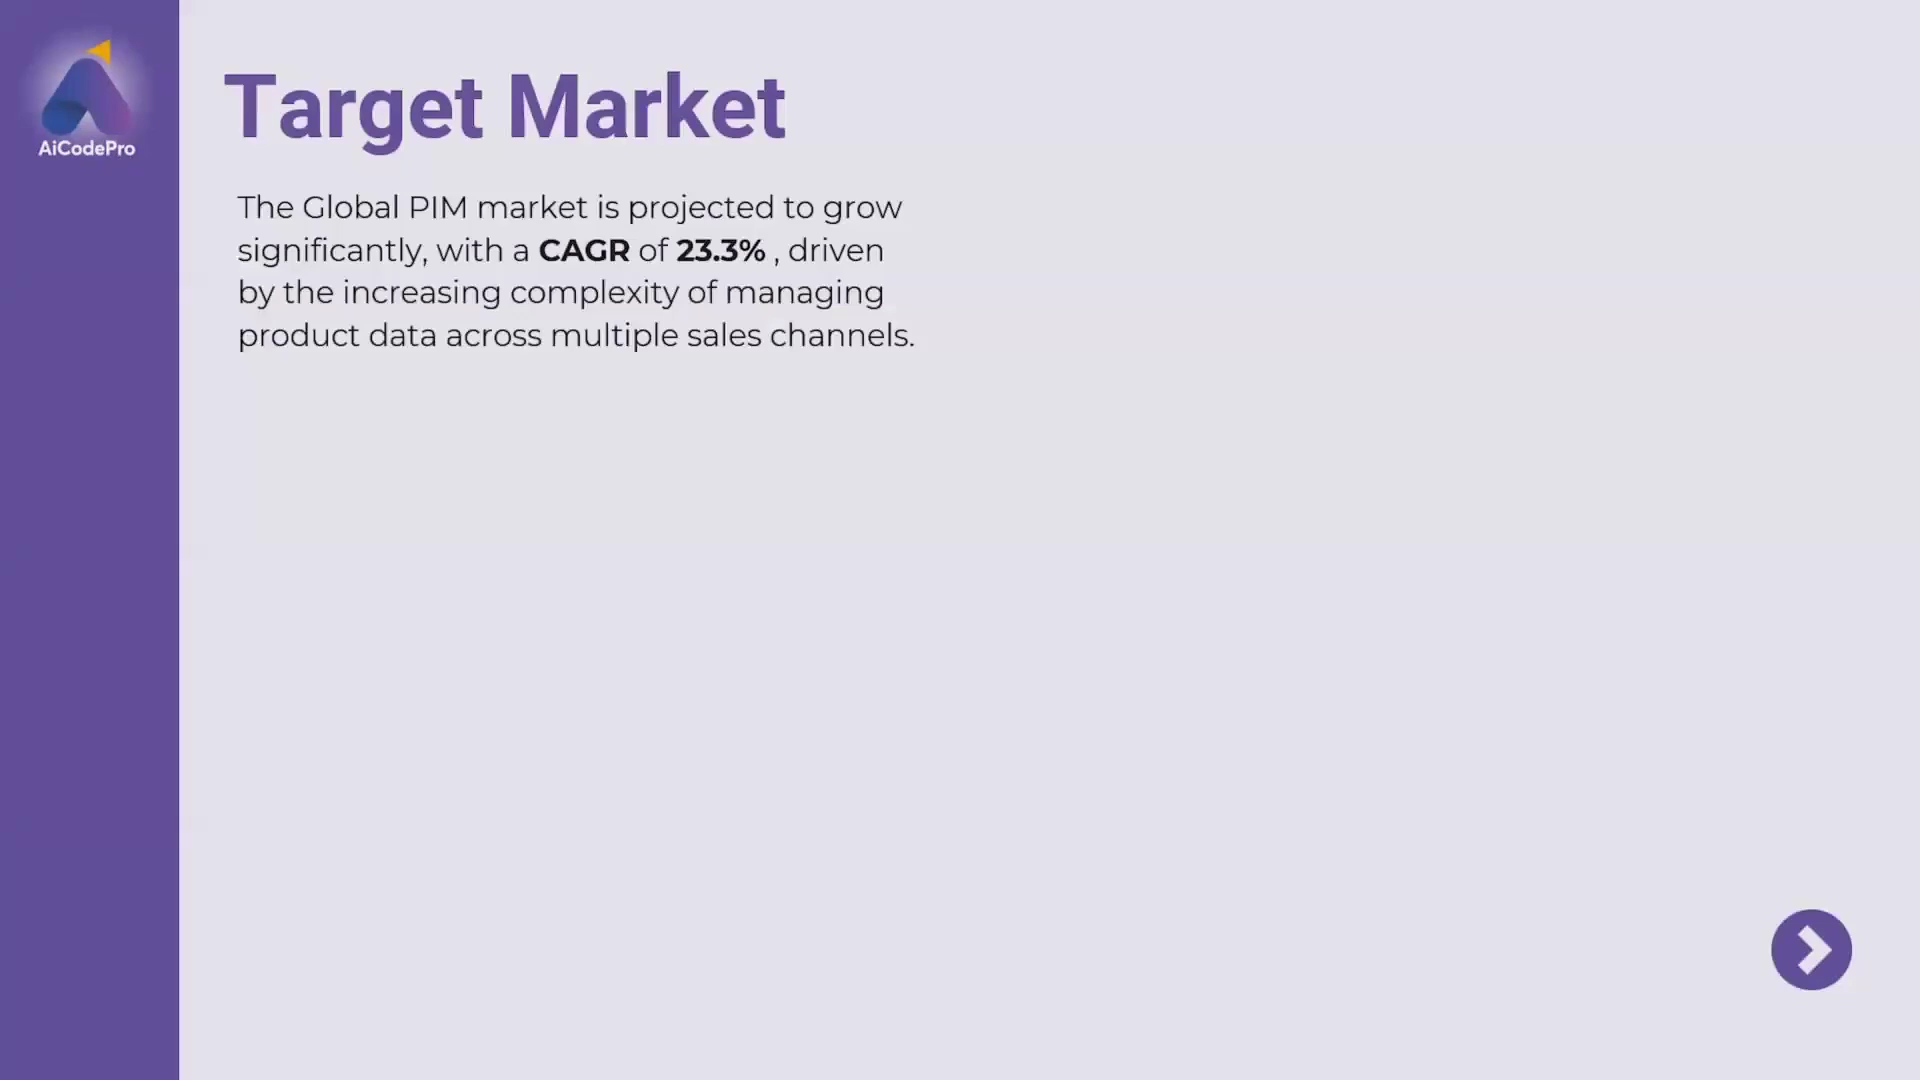 AiCodePro
Target Market
The Global PIM market is projected to grow
significantly, with a CAGR of 23.3% , driven
by the increasing complexity of managing
product data across multiple sales channels.